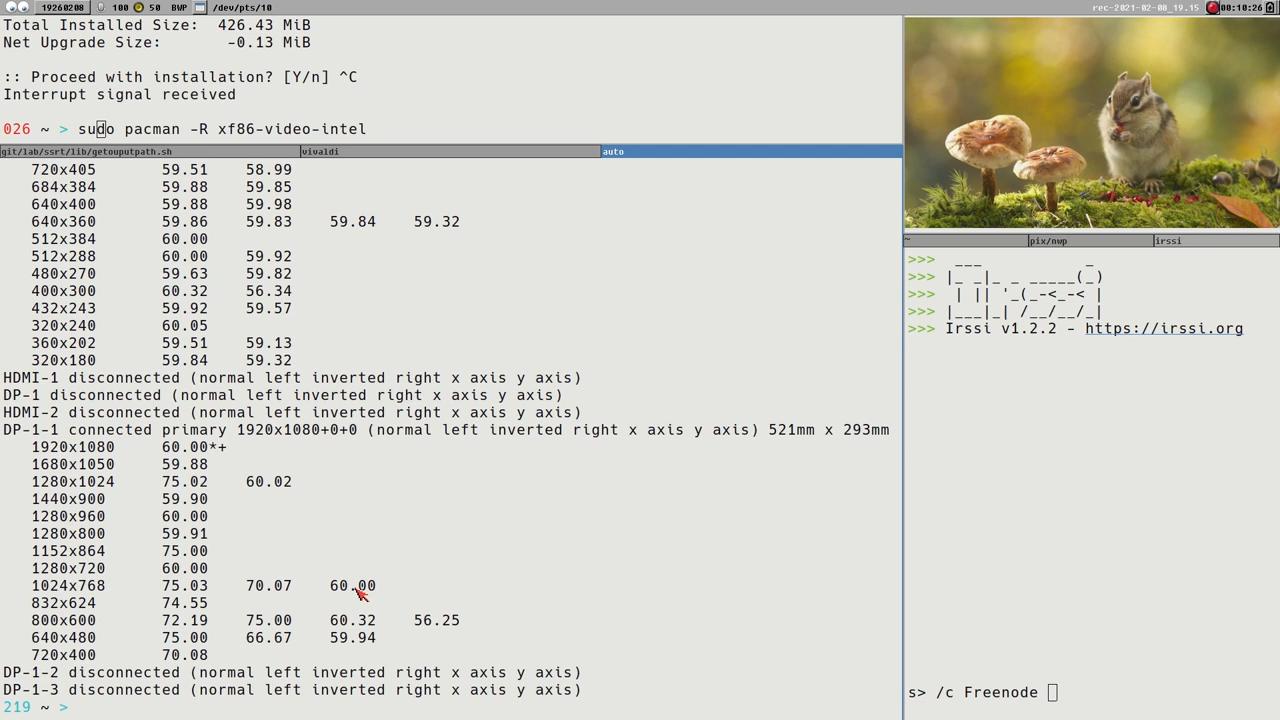 19260208 100 50 BWP /dev/pts/10 rec-2021-02-08_19.15 00:10:26
Total Installed Size:  426.43 MiB
Net Upgrade Size:       -0.13 MiB
:: Proceed with installation? [Y/n] ^C
Interrupt signal received
026 ~ > sudo pacman -R xf86-video-intel
git/lab/ssrt/lib/getouputpath.sh vivaldi auto
720x405 59.51 58.99
684x384 59.88 59.85
640x400 59.88 59.98
640x360 59.86 59.83 59.84 59.32
512x384 60.00
512x288 60.00 59.92
480x270 59.63 59.82
400x300 60.32 56.34
432x243 59.92 59.57
320x240 60.05
360x202 59.51 59.13
320x180 59.84 59.32
HDMI-1 disconnected (normal left inverted right x axis y axis)
DP-1 disconnected (normal left inverted right x axis y axis)
HDMI-2 disconnected (normal left inverted right x axis y axis)
DP-1-1 connected primary 1920x1080+0+0 (normal left inverted right x axis y axis) 521mm x 293mm
1920x1080 60.00*+
1680x1050 59.88
1280x1024 75.02 60.02
1440x900 59.90
1280x960 60.00
1280x800 59.91
1152x864 75.00
1280x720 60.00
1024x768 75.03 70.07 60.00
832x624 74.55
800x600 72.19 75.00 60.32 56.25
640x480 75.00 66.67 59.94
720x400 70.08
DP-1-2 disconnected (normal left inverted right x axis y axis)
DP-1-3 disconnected (normal left inverted right x axis y axis)
219 ~ >
~ pix/nwp irssi
>>>  ___           _
>>> |_ _|_ _ _____(_)
>>>  | || '_(_-<_-< |
>>> |___|_| /__/__/_|
>>> Irssi v1.2.2 - https://irssi.org
s> /c Freenode